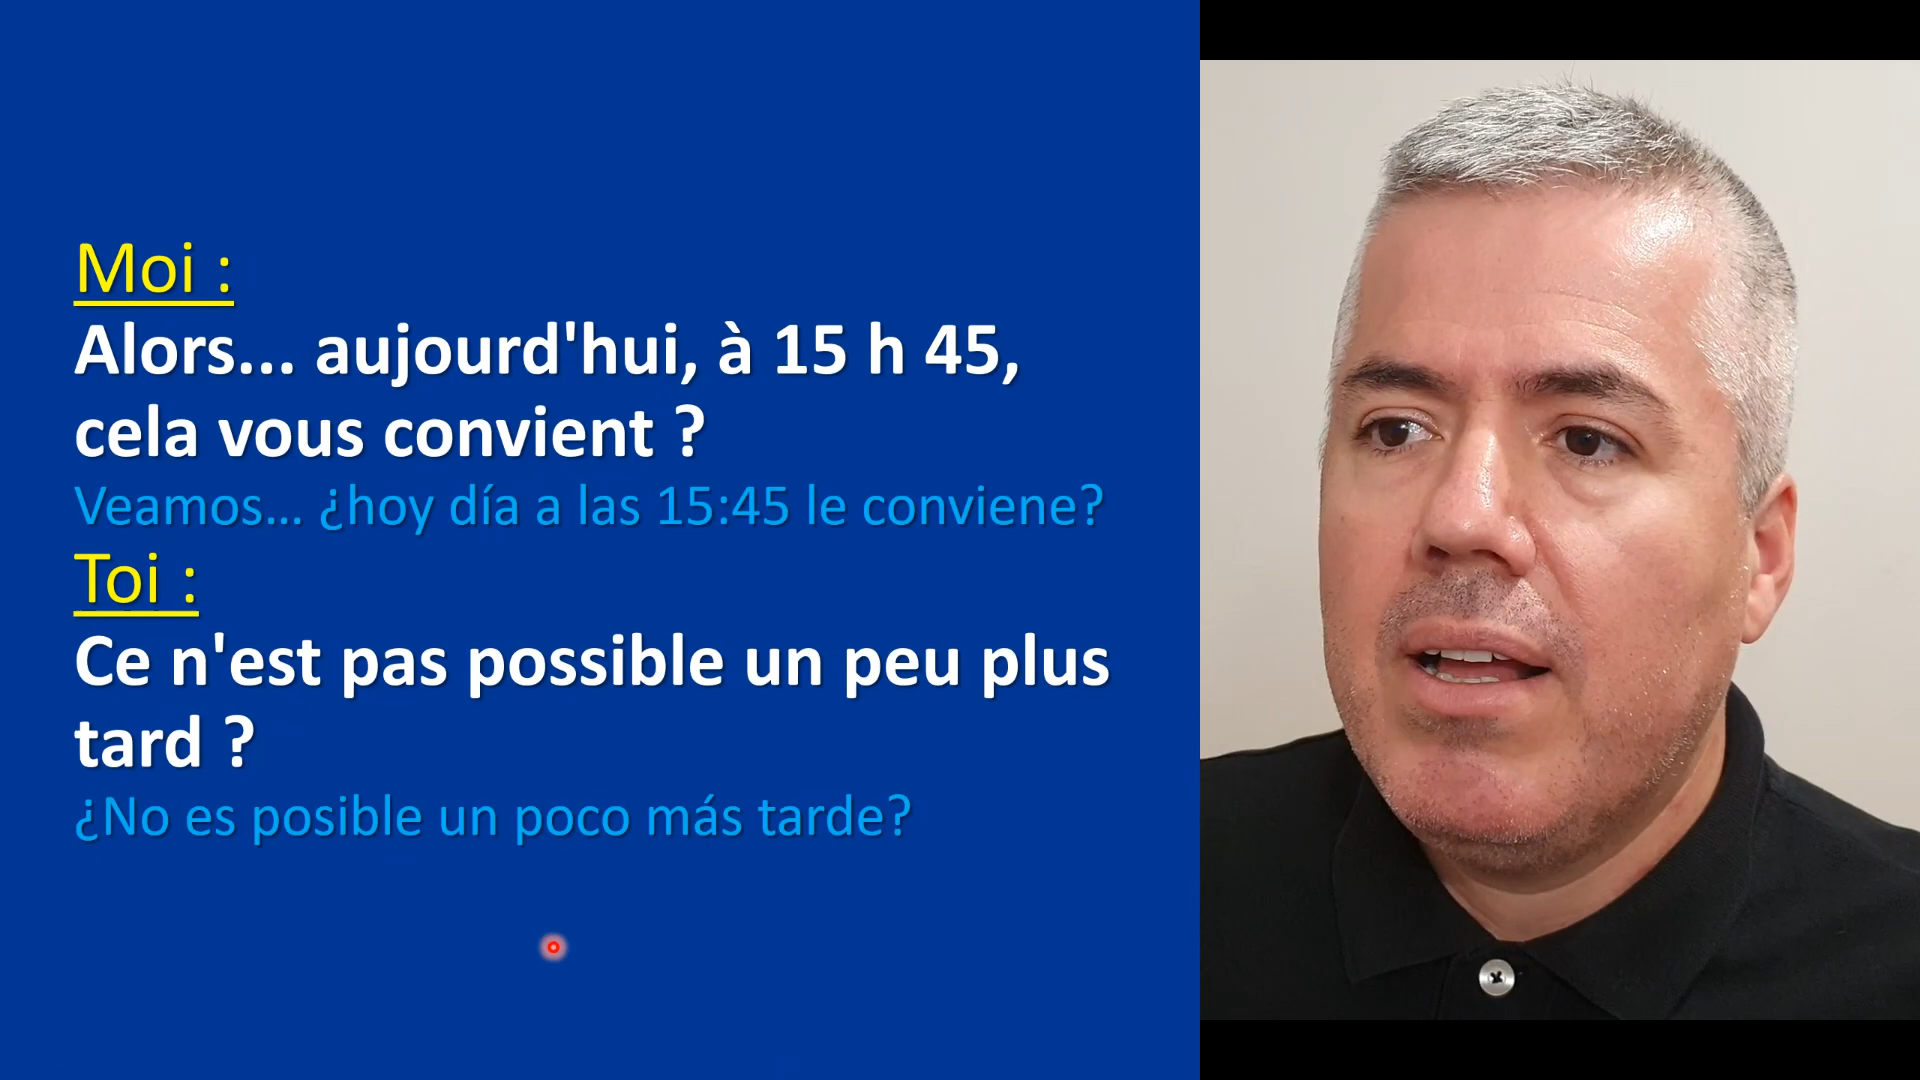 Moi :
Alors... aujourd'hui, à 15 h 45,
cela vous convient ?
Veamos... ¿hoy día a las 15:45 le conviene?
Toi :
Ce n'est pas possible un peu plus
tard ?
¿No es posible un poco más tarde?